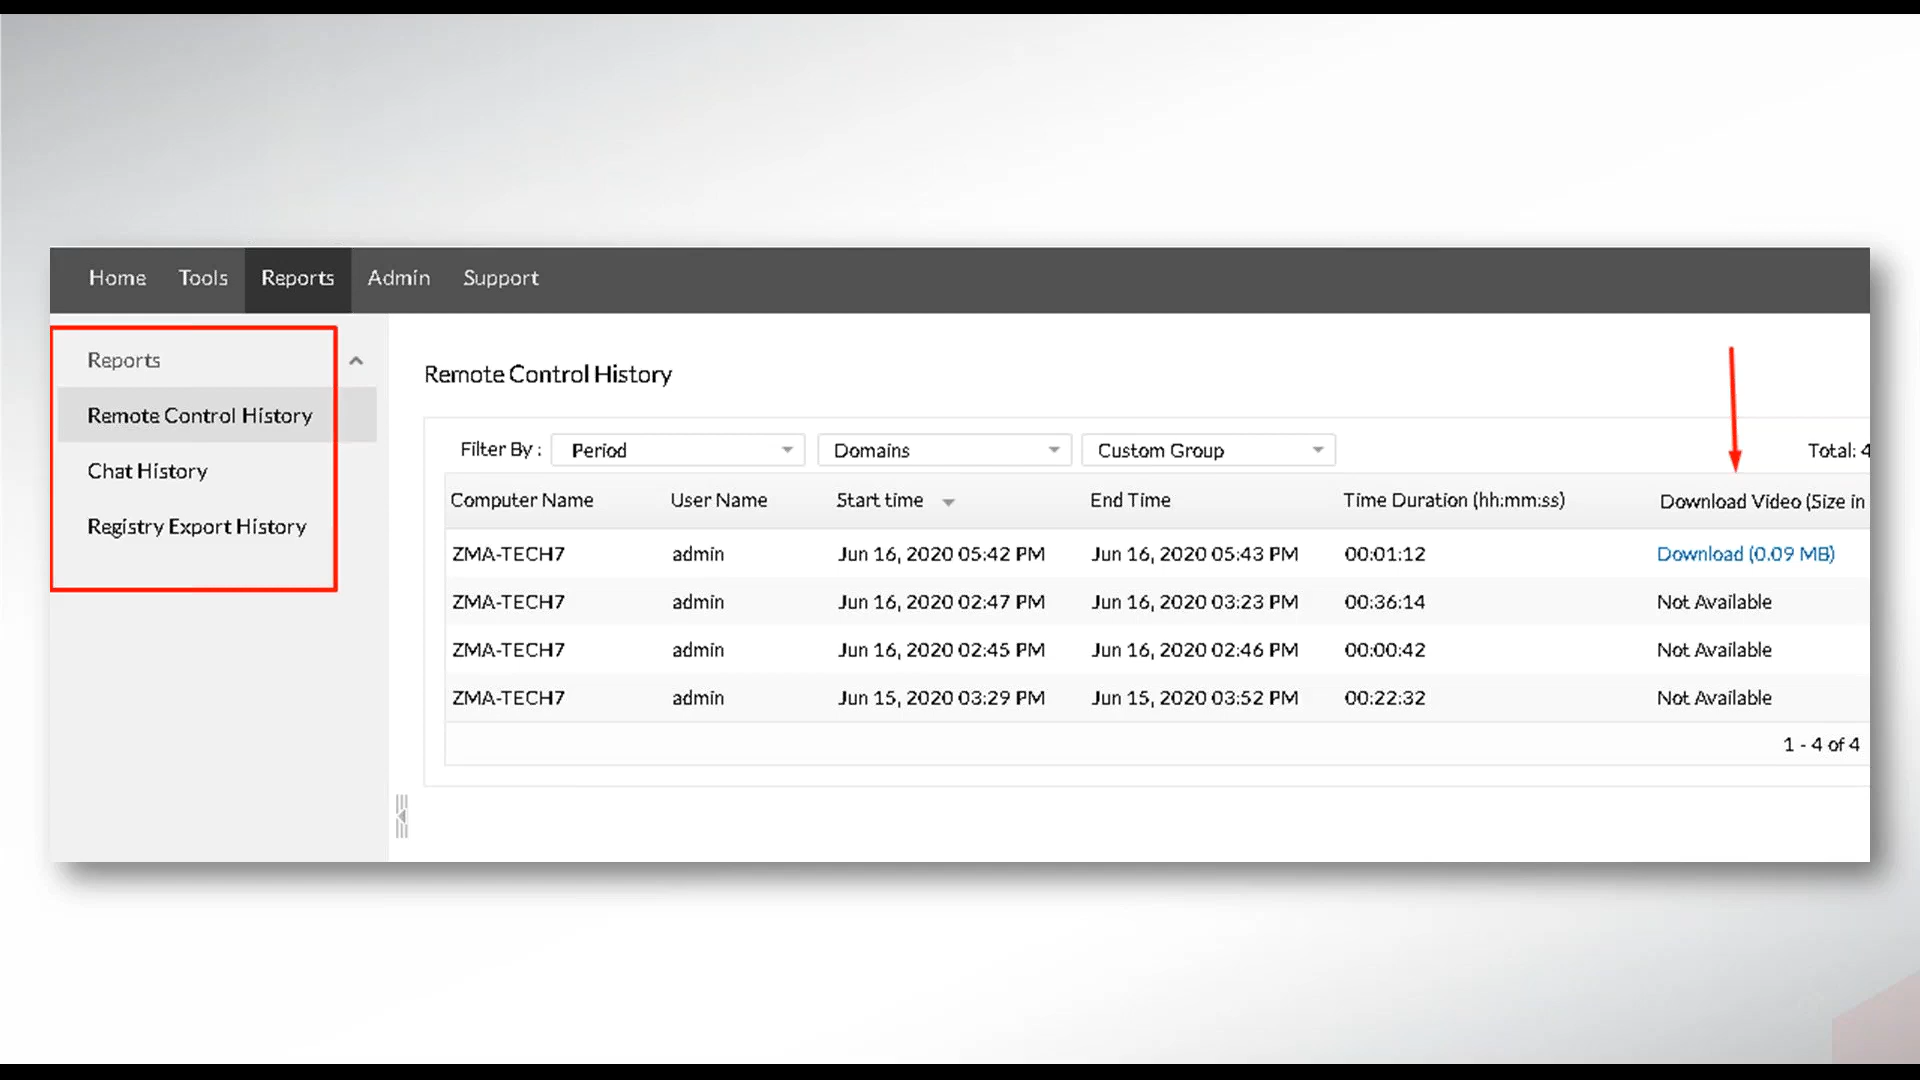 Home Tools Reports Admin Support
Reports
Remote Control History
Chat History
Registry Export History
Remote Control History
Filter By : Period Domains Custom Group Total: 4
Computer Name User Name Start time End Time Time Duration (hh:mm:ss) Download Video (Size in
ZMA-TECH7 admin Jun 16, 2020 05:42 PM Jun 16, 2020 05:43 PM 00:01:12 Download (0.09 MB)
ZMA-TECH7 admin Jun 16, 2020 02:47 PM Jun 16, 2020 03:23 PM 00:36:14 Not Available
ZMA-TECH7 admin Jun 16, 2020 02:45 PM Jun 16, 2020 02:46 PM 00:00:42 Not Available
ZMA-TECH7 admin Jun 15, 2020 03:29 PM Jun 15, 2020 03:52 PM 00:22:32 Not Available
1 - 4 of 4